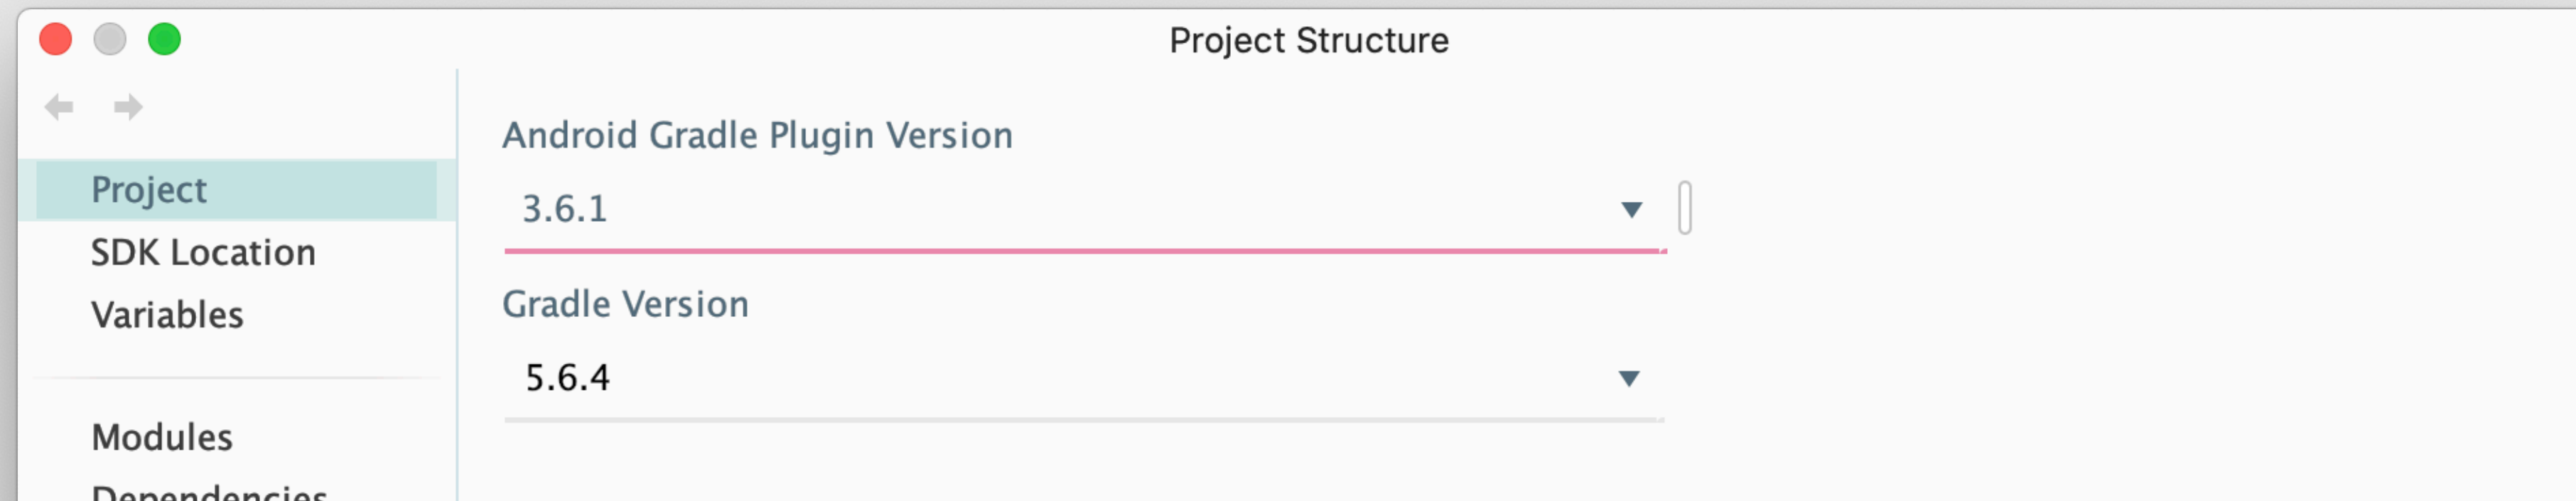 Project Structure
Project
SDK Location
Variables
Modules
Dependencies
Android Gradle Plugin Version
3.6.1
Gradle Version
5.6.4